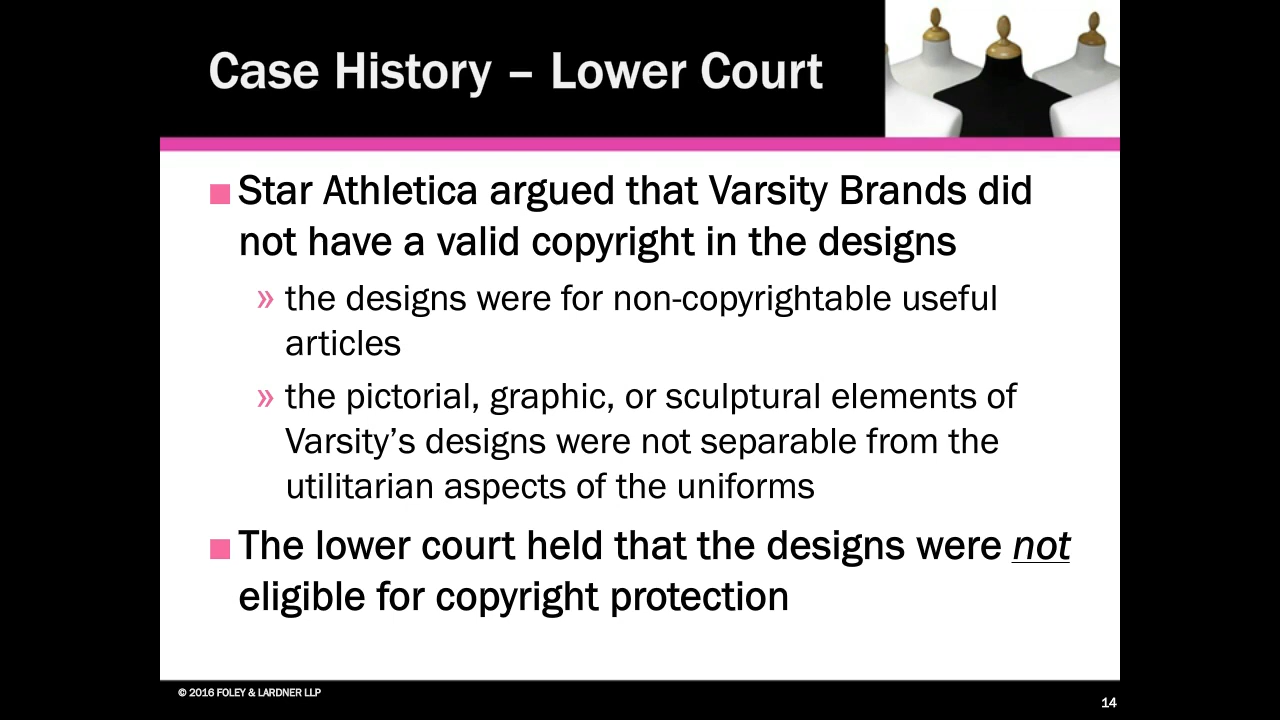 Case History – Lower Court
■ Star Athletica argued that Varsity Brands did
not have a valid copyright in the designs
» the designs were for non-copyrightable useful
articles
» the pictorial, graphic, or sculptural elements of
Varsity’s designs were not separable from the
utilitarian aspects of the uniforms
■ The lower court held that the designs were not
eligible for copyright protection
© 2016 FOLEY & LARDNER LLP
14